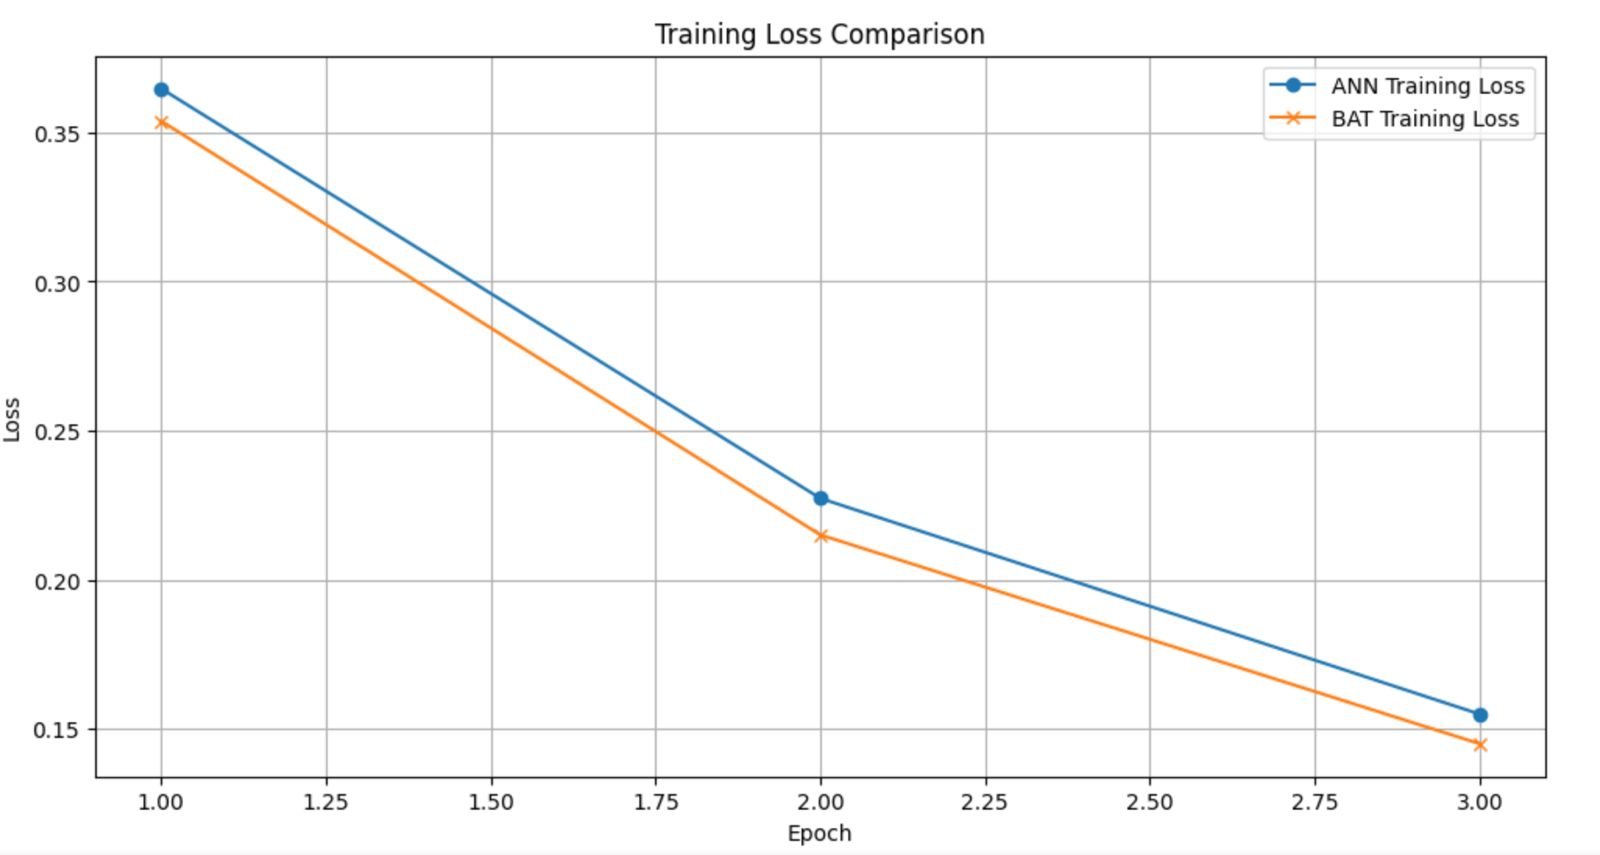 Training Loss Comparison
ANN Training Loss
BAT Training Loss
0.35
0.30
0.25
0.20
0.15
Loss
1.00 1.25 1.50 1.75 2.00 2.25 2.50 2.75 3.00
Epoch